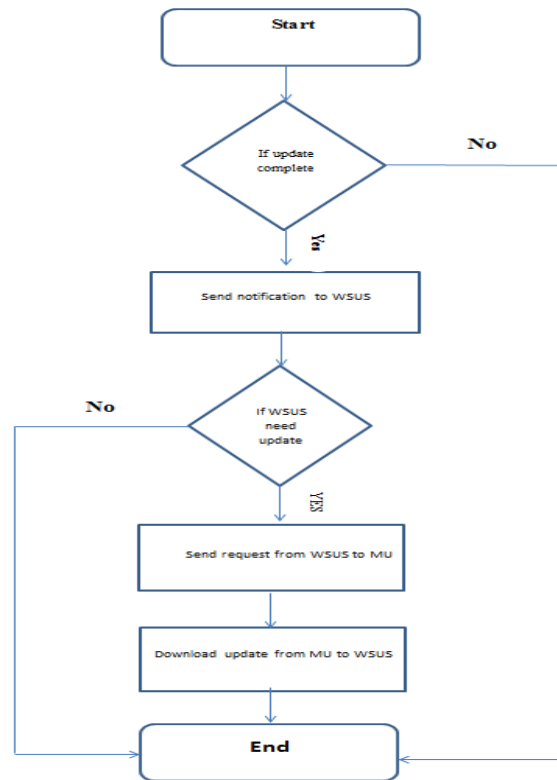 Start
If update
complete
No
Yes
Send notification to WSUS
No
If WSUS
need
update
YES
Send request from WSUS to MU
Download update from MU to WSUS
End